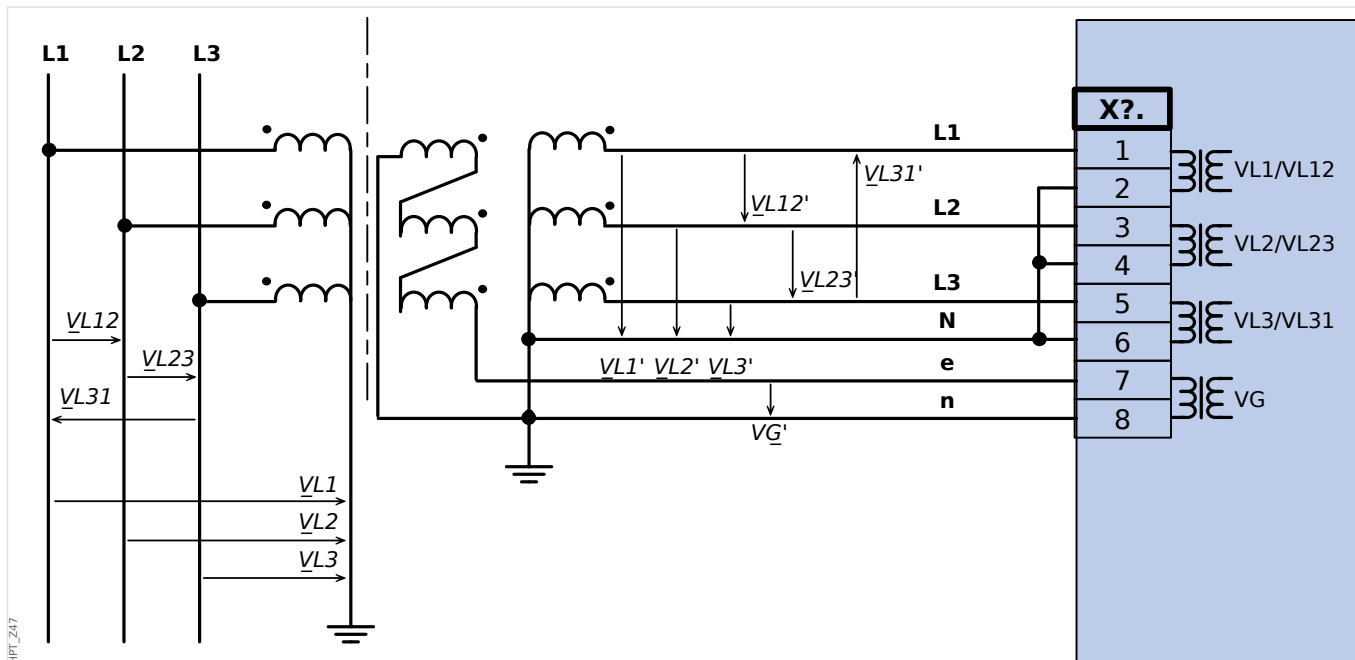 L1 L2 L3
X?.
L1
1
VL31'
VL1/VL12
2
VL12'
L2
3
VL2/VL23
4
VL23'
L3
5
VL12
N
VL3/VL31
6
VL23
VL1' VL2' VL3'
e
7
VL31
n
VG
8
VG'
VL1
VL2
VL3
HPT_Z47